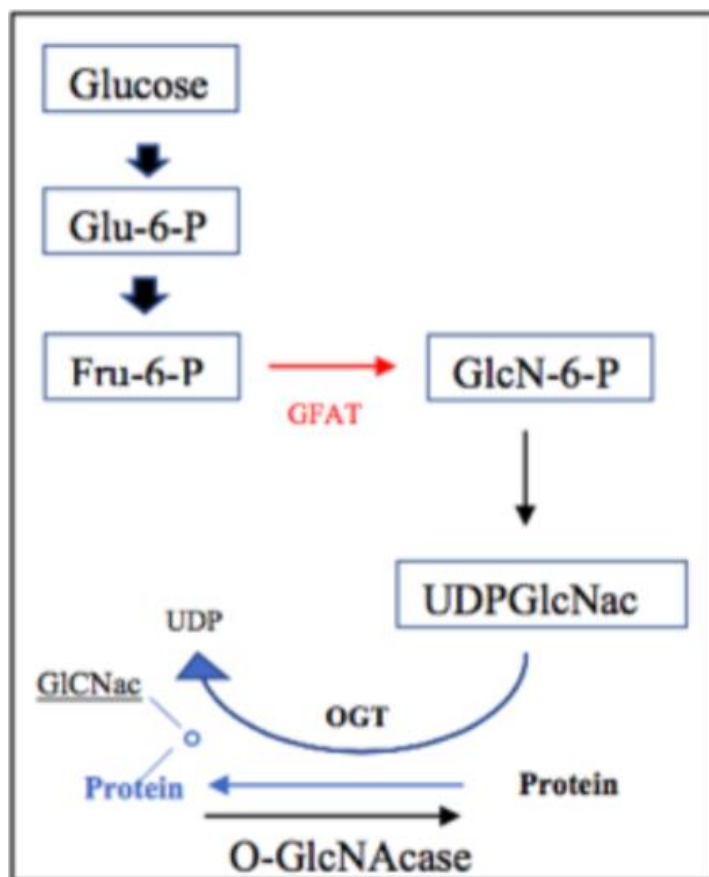 Glucose
Glu-6-P
Fru-6-P
GFAT
GlcN-6-P
UDPGlcNac
UDP
GlCNac
OGT
O
Protein
Protein
O-GlcNAcase